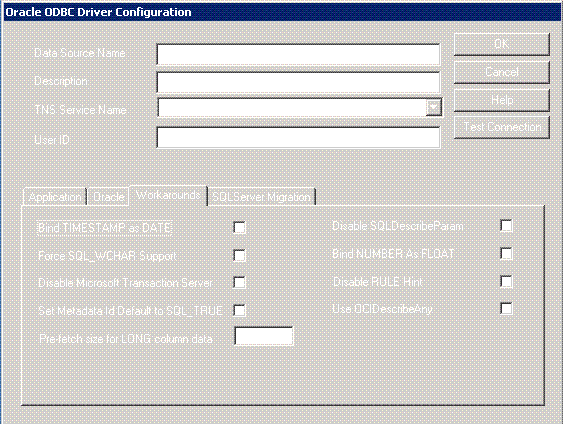 Oracle ODBC Driver Configuration
Data Source Name
OK
Description
Cancel
TNS Service Name
Help
User ID
Test Connection
Application Oracle Workarounds SQLServer Migration
Bind TIMESTAMP as DATE
Disable SQLDescribeParam
Force SQL_WCHAR Support
Bind NUMBER As FLOAT
Disable Microsoft Transaction Server
Disable RULE Hint
Set Metadata Id Default to SQL_TRUE
Use OCIDescribeAny
Pre-fetch size for LONG column data